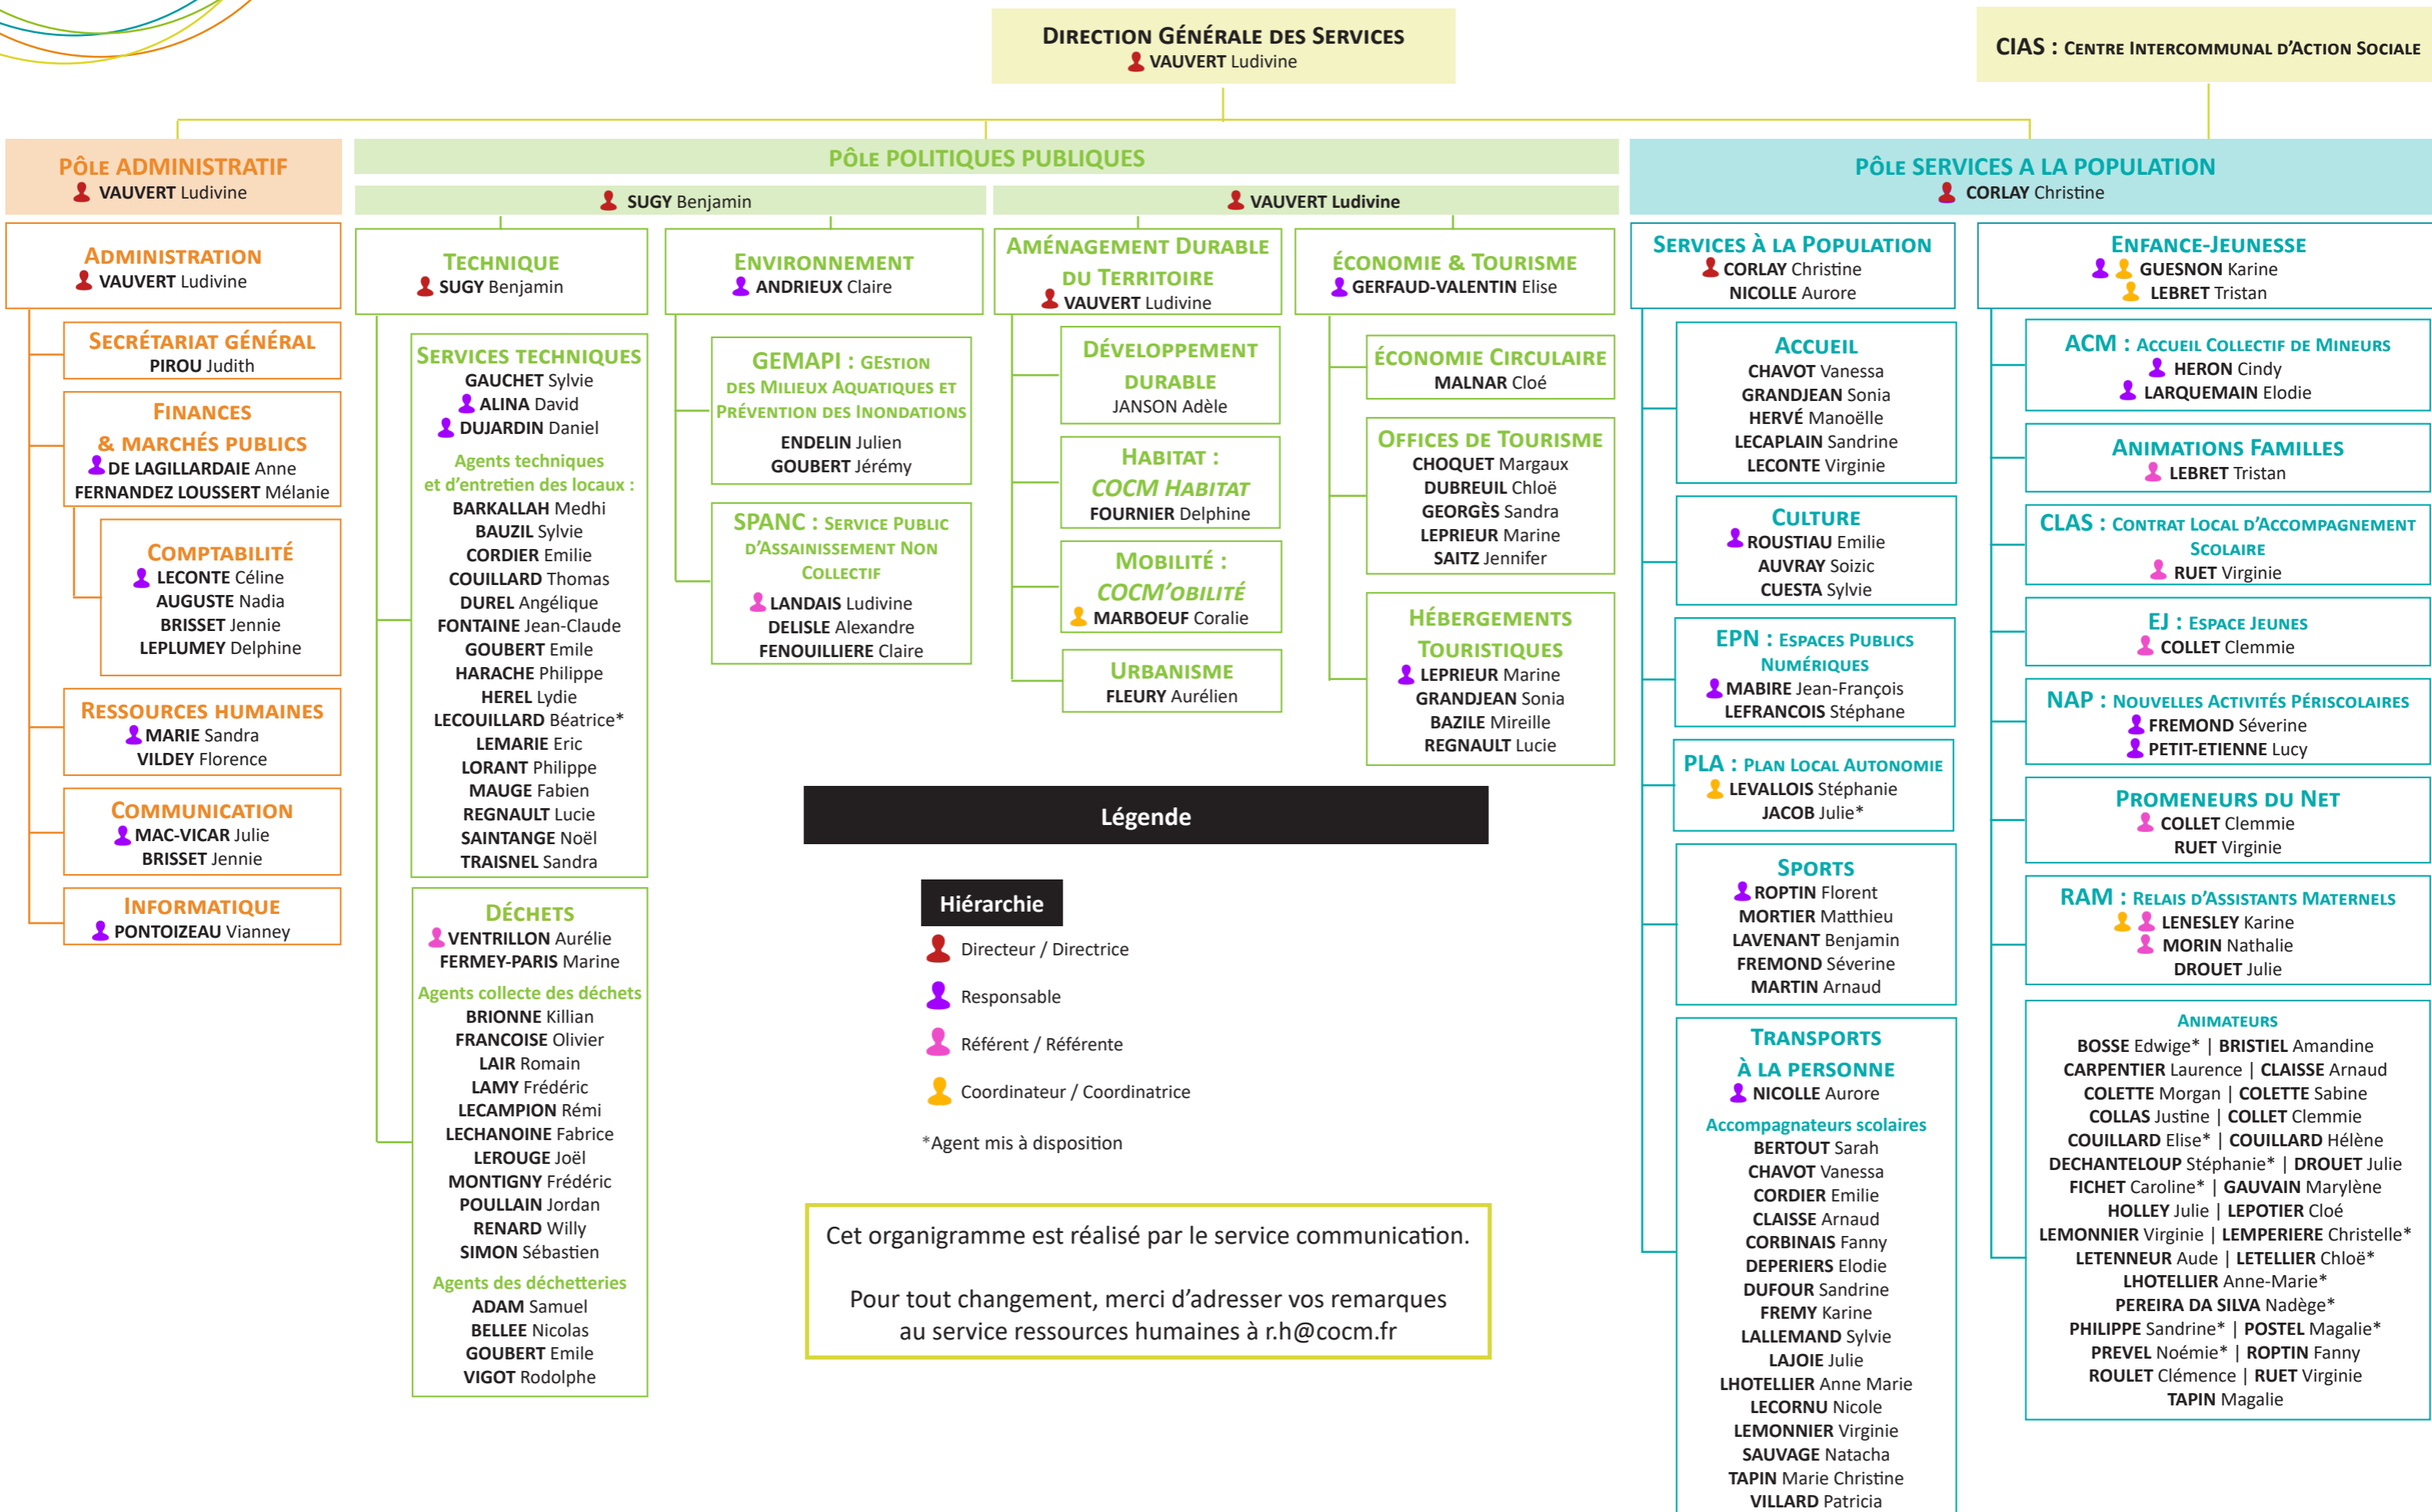 Direction Générale des Services
VAUVERT Ludivine
CIAS : Centre Intercommunal d'Action Sociale
Pôle ADMINISTRATIF
VAUVERT Ludivine
Administration
VAUVERT Ludivine
Secrétariat général
PIROU Judith
Finances
& marchés publics
DE LAGILLARDAIE Anne
FERNANDEZ LOUSSERT Mélanie
Comptabilité
LECONTE Céline
AUGUSTE Nadia
BRISSET Jennie
LEPLUMEY Delphine
Ressources humaines
MARIE Sandra
VILDEY Florence
Communication
MAC-VICAR Julie
BRISSET Jennie
Informatique
PONTOIZEAU Vianney
Pôle POLITIQUES PUBLIQUES
SUGY Benjamin
VAUVERT Ludivine
Technique
SUGY Benjamin
Services techniques
GAUCHET Sylvie
ALINA David
DUJARDIN Daniel
Agents techniques
et d'entretien des locaux :
BARKALLAH Medhi
BAUZIL Sylvie
CORDIER Emilie
COUILLARD Thomas
DUREL Angélique
FONTAINE Jean-Claude
GOUBERT Emile
HARACHE Philippe
HEREL Lydie
LECOUILLARD Béatrice*
LEMARIE Eric
LORANT Philippe
MAUGE Fabien
REGNAULT Lucie
SAINTANGE Noël
TRAISNEL Sandra
Déchets
VENTRILLON Aurélie
FERMEY-PARIS Marine
Agents collecte des déchets
BRIONNE Killian
FRANCOISE Olivier
LAIR Romain
LAMY Frédéric
LECAMPION Rémi
LECHANOINE Fabrice
LEROUGE Joël
MONTIGNY Frédéric
POULLAIN Jordan
RENARD Willy
SIMON Sébastien
Agents des déchetteries
ADAM Samuel
BELLEE Nicolas
GOUBERT Emile
VIGOT Rodolphe
Environnement
ANDRIEUX Claire
GEMAPI : GEstion
des Milieux Aquatiques et
Prévention des Inondations
ENDELIN Julien
GOUBERT Jérémy
SPANC : Service Public
d'Assainissement Non
Collectif
LANDAIS Ludivine
DELISLE Alexandre
FENOUILLIERE Claire
Aménagement Durable
du Territoire
VAUVERT Ludivine
Développement
durable
JANSON Adèle
Habitat :
COCM Habitat
FOURNIER Delphine
Mobilité :
COCM'obilité
MARBOEUF Coralie
Urbanisme
FLEURY Aurélien
économie & Tourisme
GERFAUD-VALENTIN Elise
économie Circulaire
MALNAR Cloé
Offices de Tourisme
CHOQUET Margaux
DUBREUIL Chloë
GEORGÈS Sandra
LEPRIEUR Marine
SAITZ Jennifer
Hébergements
Touristiques
LEPRIEUR Marine
GRANDJEAN Sonia
BAZILE Mireille
REGNAULT Lucie
Légende
Hiérarchie
Directeur / Directrice
Responsable
Référent / Référente
Coordinateur / Coordinatrice
*Agent mis à disposition
Cet organigramme est réalisé par le service communication.
Pour tout changement, merci d'adresser vos remarques
au service ressources humaines à r.h@cocm.fr
Pôle SERVICES A LA POPULATION
CORLAY Christine
Services à la Population
CORLAY Christine
NICOLLE Aurore
Accueil
CHAVOT Vanessa
GRANDJEAN Sonia
HERVÉ Manoëlle
LECAPLAIN Sandrine
LECONTE Virginie
Culture
ROUSTIAU Emilie
AUVRAY Soizic
CUESTA Sylvie
EPN : Espaces Publics
Numériques
MABIRE Jean-François
LEFRANCOIS Stéphane
PLA : Plan Local Autonomie
LEVALLOIS Stéphanie
JACOB Julie*
Sports
ROPTIN Florent
MORTIER Matthieu
LAVENANT Benjamin
FREMOND Séverine
MARTIN Arnaud
Transports
à la personne
NICOLLE Aurore
Accompagnateurs scolaires
BERTOUT Sarah
CHAVOT Vanessa
CORDIER Emilie
CLAISSE Arnaud
CORBINAIS Fanny
DEPERIERS Elodie
DUFOUR Sandrine
FREMY Karine
LALLEMAND Sylvie
LAJOIE Julie
LHOTELLIER Anne Marie
LECORNU Nicole
LEMONNIER Virginie
SAUVAGE Natacha
TAPIN Marie Christine
VILLARD Patricia
Enfance-Jeunesse
GUESNON Karine
LEBRET Tristan
ACM : Accueil Collectif de Mineurs
HERON Cindy
LARQUEMAIN Elodie
Animations Familles
LEBRET Tristan
CLAS : Contrat Local d'Accompagnement
Scolaire
RUET Virginie
EJ : Espace Jeunes
COLLET Clemmie
NAP : Nouvelles Activités Périscolaires
FREMOND Séverine
PETIT-ETIENNE Lucy
Promeneurs du Net
COLLET Clemmie
RUET Virginie
RAM : Relais d'Assistants Maternels
LENESLEY Karine
MORIN Nathalie
DROUET Julie
Animateurs
BOSSE Edwige* | BRISTIEL Amandine
CARPENTIER Laurence | CLAISSE Arnaud
COLETTE Morgan | COLETTE Sabine
COLLAS Justine | COLLET Clemmie
COUILLARD Elise* | COUILLARD Hélène
DECHANTELOUP Stéphanie* | DROUET Julie
FICHET Caroline* | GAUVAIN Marylène
HOLLEY Julie | LEPOTIER Cloé
LEMONNIER Virginie | LEMPERIERE Christelle*
LETENNEUR Aude | LETELLIER Chloë*
LHOTELLIER Anne-Marie*
PEREIRA DA SILVA Nadège*
PHILIPPE Sandrine* | POSTEL Magalie*
PREVEL Noémie* | ROPTIN Fanny
ROULET Clémence | RUET Virginie
TAPIN Magalie